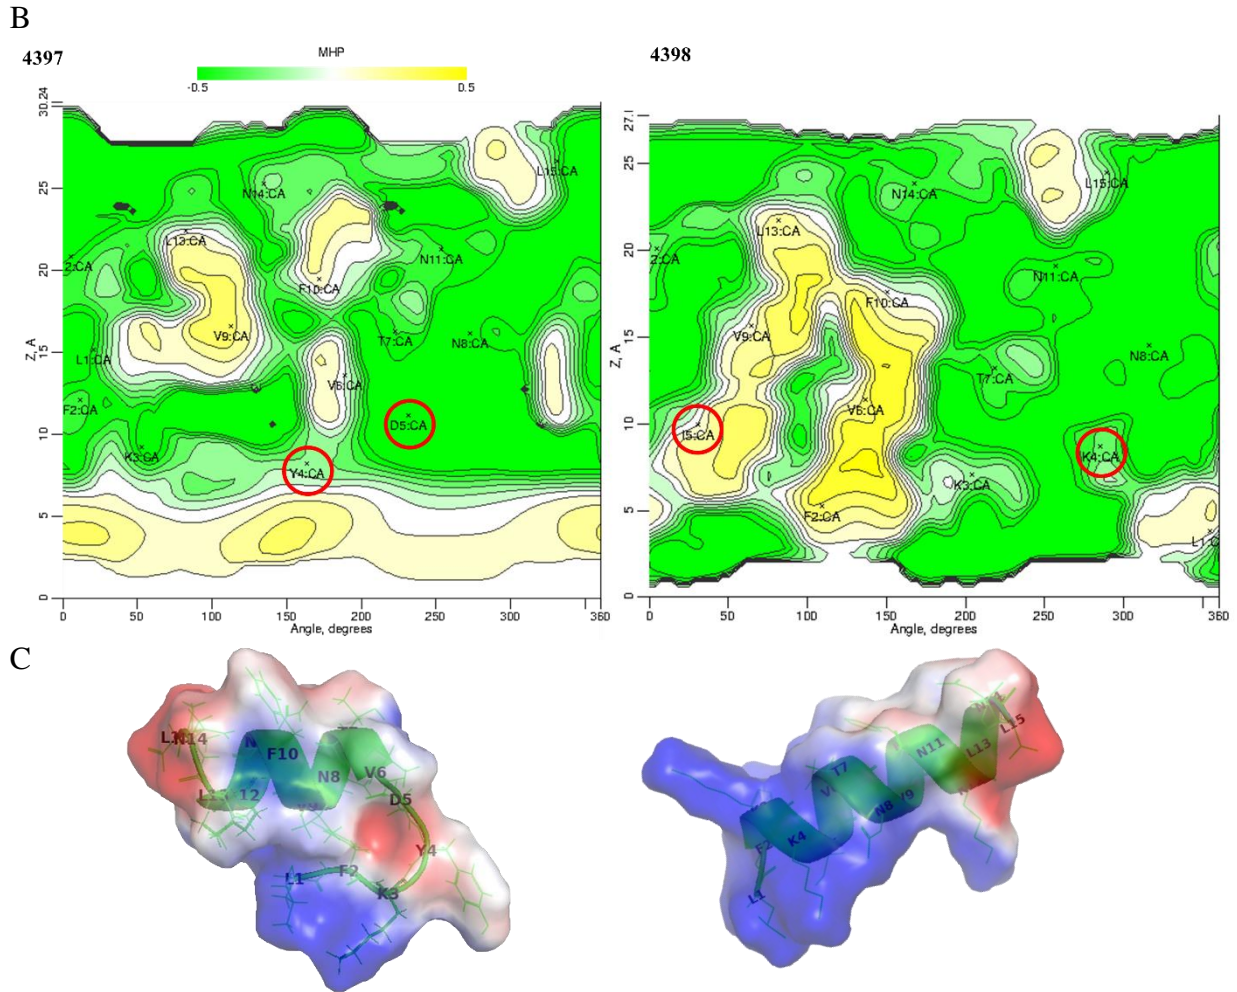 B
4397
MHP
-0.5
0.5
4398
30.24
25
20
15
10
5
0
Z, A
N14:CA
L15:CA
L13:CA
2:CA
N11:CA
F10:CA
V9:CA
T7:CA
N8:CA
L1:CA
V6:CA
F2:CA
D5:CA
K3:CA
Y4:CA
0
50
100
150
200
250
300
360
Angle, degrees
27.
25
20
15
10
5
0
Z, A
N14:CA
L15:CA
L13:CA
2:CA
N11:CA
F10:CA
V9:CA
N8:CA
T7:CA
V6:CA
I5:CA
K4:CA
K3:CA
F2:CA
L1:C
0
50
100
150
200
250
300
360
Angle, degrees
C
N14
F10
N8
V6
12
D5
Y4
L1
F2
K3
L15
N11
L13
T7
V9
N8
K4
F2
L1